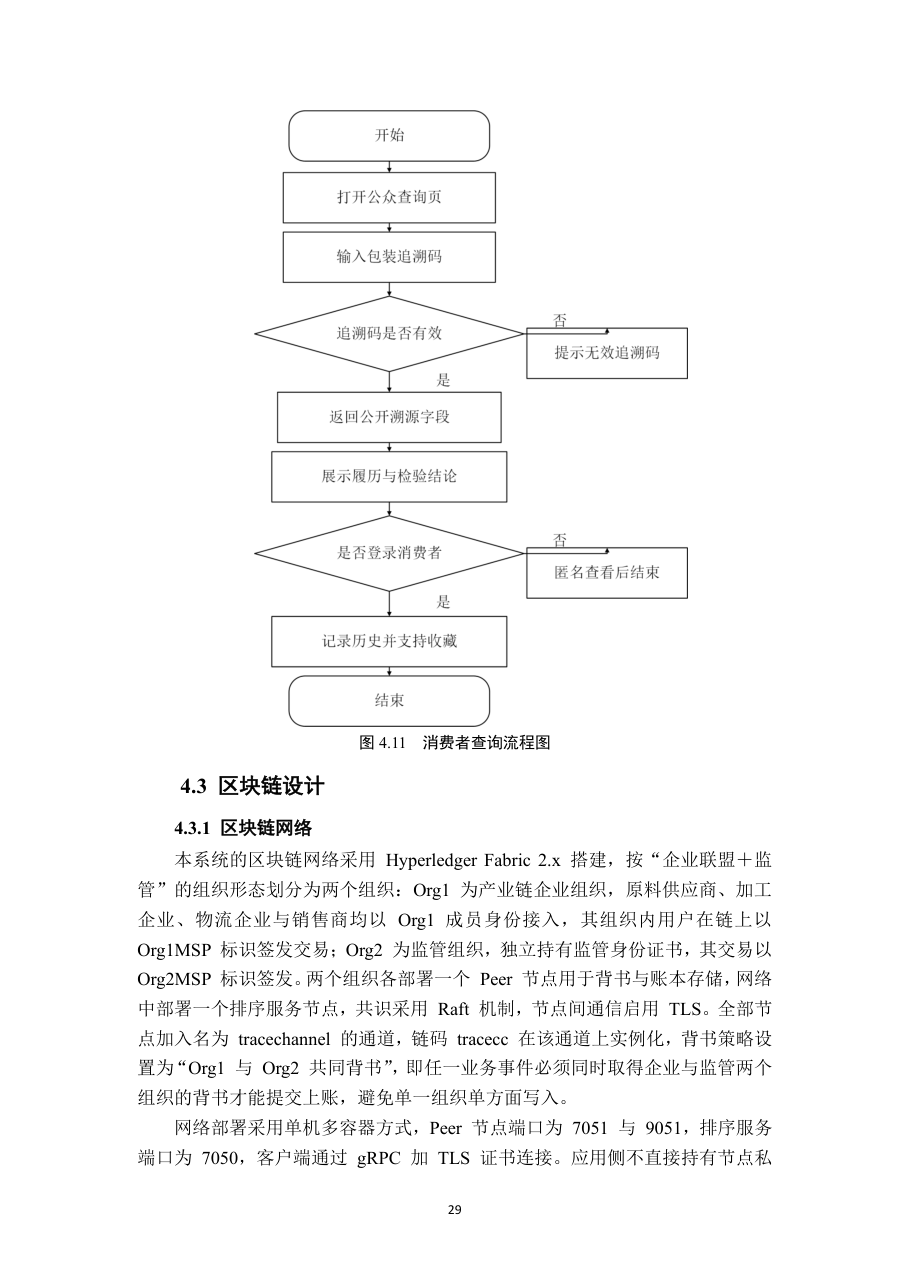 开始
打开公众查询页
输入包装追溯码
追溯码是否有效
否
提示无效追溯码
是
返回公开溯源字段
展示履历与检验结论
是否登录消费者
否
匿名查看后结束
是
记录历史并支持收藏
结束
图 4.11 消费者查询流程图
4.3 区块链设计
4.3.1 区块链网络
本系统的区块链网络采用 Hyperledger Fabric 2.x 搭建，按“企业联盟＋监
管”的组织形态划分为两个组织：Org1 为产业链企业组织，原料供应商、加工
企业、物流企业与销售商均以 Org1 成员身份接入，其组织内用户在链上以
Org1MSP 标识签发交易；Org2 为监管组织，独立持有监管身份证书，其交易以
Org2MSP 标识签发。两个组织各部署一个 Peer 节点用于背书与账本存储，网络
中部署一个排序服务节点，共识采用 Raft 机制，节点间通信启用 TLS。全部节
点加入名为 tracechannel 的通道，链码 tracecc 在该通道上实例化，背书策略设
置为“Org1 与 Org2 共同背书”，即任一业务事件必须同时取得企业与监管两个
组织的背书才能提交上账，避免单一组织单方面写入。
网络部署采用单机多容器方式，Peer 节点端口为 7051 与 9051，排序服务
端口为 7050，客户端通过 gRPC 加 TLS 证书连接。应用侧不直接持有节点私
29